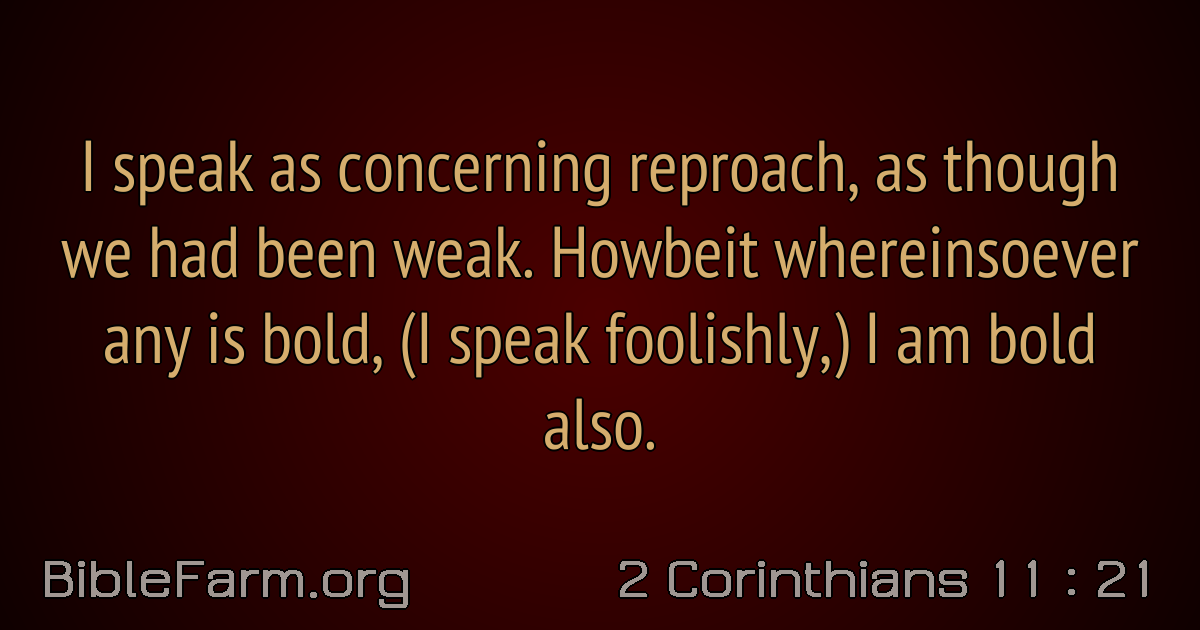 I speak as concerning reproach, as though
we had been weak. Howbeit whereinsoever
any is bold, (I speak foolishly,) I am bold
also.
BibleFarm.org
2 Corinthians 11 : 21